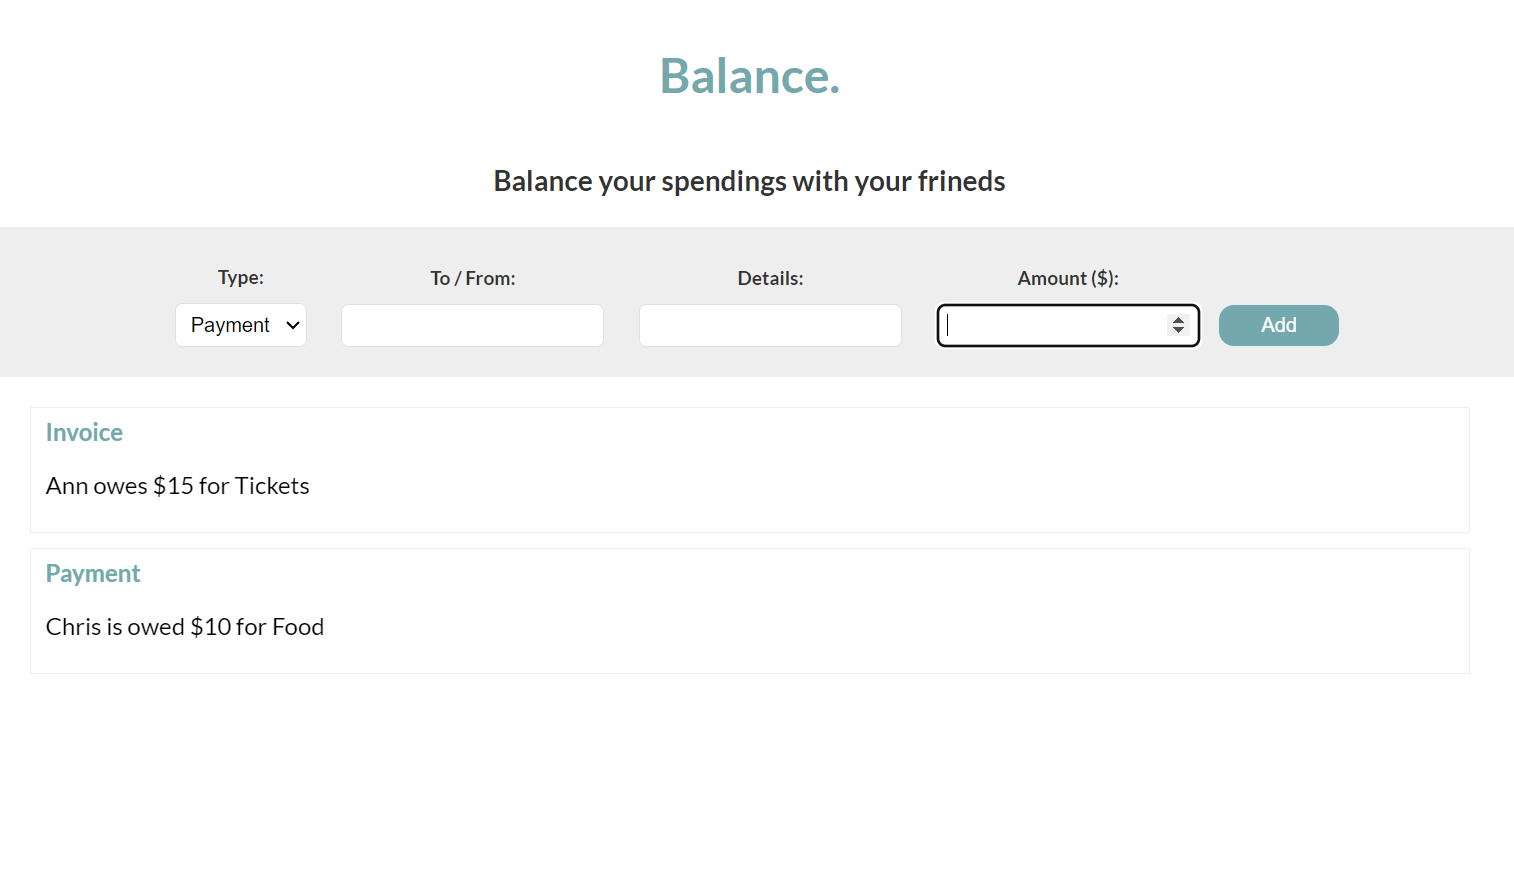 Balance.
Balance your spendings with your frineds
Type: To / From: Details: Amount ($):
Payment Add
Invoice
Ann owes $15 for Tickets
Payment
Chris is owed $10 for Food